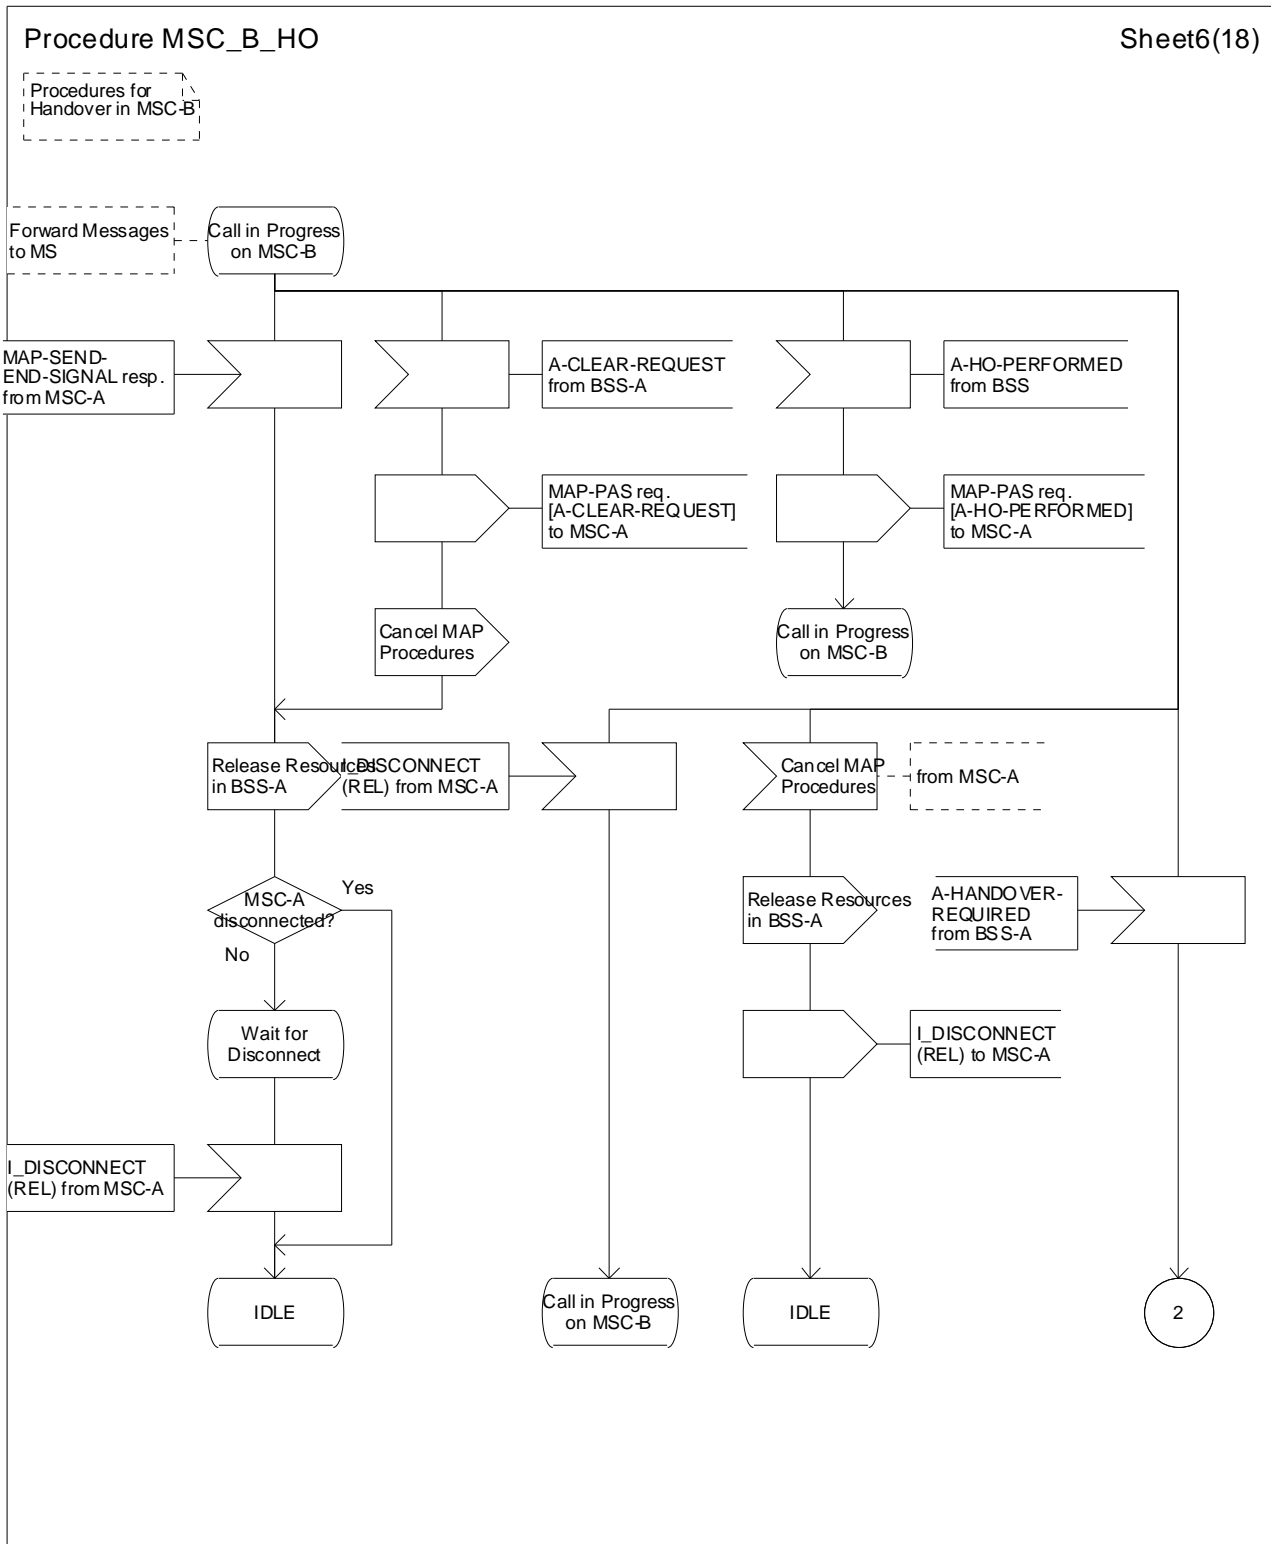 Procedure MSC_B_HO
Sheet6(18)
Procedures for
Handover in MSC-B
Forward Messages
to MS
Call in Progress
on MSC-B
MAP-SEND-
END-SIGNAL resp.
from MSC-A
A-CLEAR-REQUEST
from BSS-A
A-HO-PERFORMED
from BSS
MAP-PAS req.
[A-CLEAR-REQUEST]
to MSC-A
MAP-PAS req.
[A-HO-PERFORMED]
to MSC-A
Cancel MAP
Procedures
Call in Progress
on MSC-B
Release Resources
in BSS-A
I_DISCONNECT
(REL) from MSC-A
Cancel MAP
Procedures
from MSC-A
MSC-A
disconnected?
Yes
No
Release Resources
in BSS-A
A-HANDOVER-
REQUIRED
from BSS-A
Wait for
Disconnect
I_DISCONNECT
(REL) to MSC-A
I_DISCONNECT
(REL) from MSC-A
IDLE
Call in Progress
on MSC-B
IDLE
2